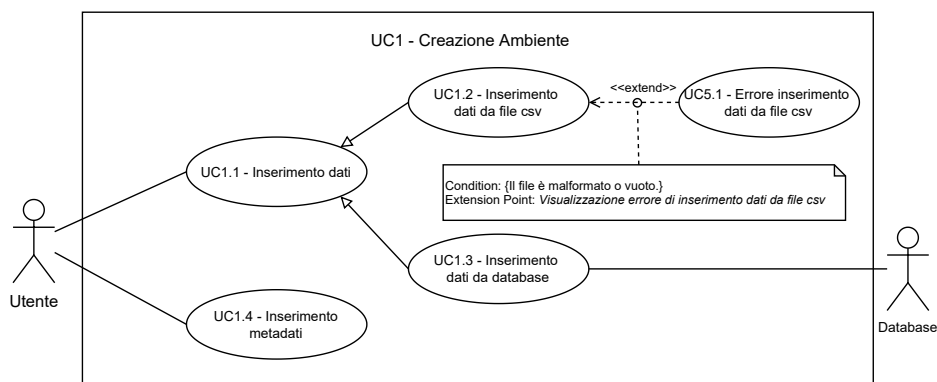 UC1 - Creazione Ambiente
UC1.2 - Inserimento
dati da file csv
<<extend>>
UC5.1 - Errore inserimento
dati da file csv
UC1.1 - Inserimento dati
Condition: {Il file è malformato o vuoto.}
Extension Point: Visualizzazione errore di inserimento dati da file csv
UC1.3 - Inserimento
dati da database
Utente
UC1.4 - Inserimento
metadati
Database